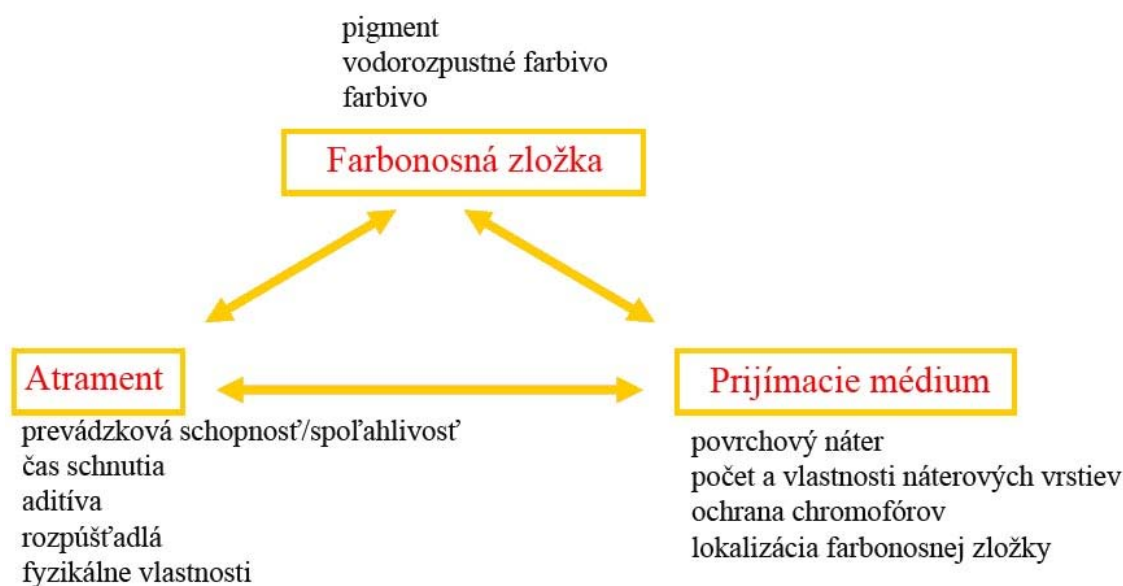 pigment
vodorozpustné farbivo
farbivo
Farbonosná zložka
Atrament
prevádzková schopnosť/spoľahlivosť
čas schnutia
aditíva
rozpúšťadlá
fyzikálne vlastnosti
Prijímacie médium
povrchový náter
počet a vlastnosti náterových vrstiev
ochrana chromofórov
lokalizácia farbonosnej zložky